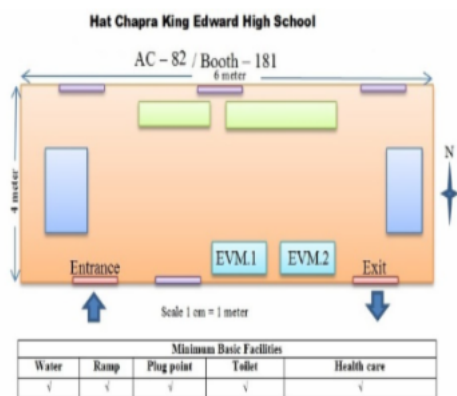 Hat Chapra King Edward High School
AC – 82 / Booth – 181
6 meter
4 meter
N
EVM.1
EVM.2
Entrance
Exit
Scale 1 cm = 1 meter
Minimum Basic Facilities
Water Ramp Plug point Toilet Health care
√ √ √ √ √